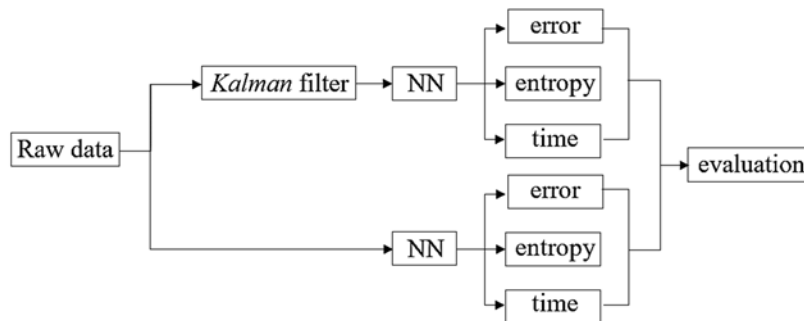 error
Kalman filter
NN
entropy
time
Raw data
evaluation
error
NN
entropy
time